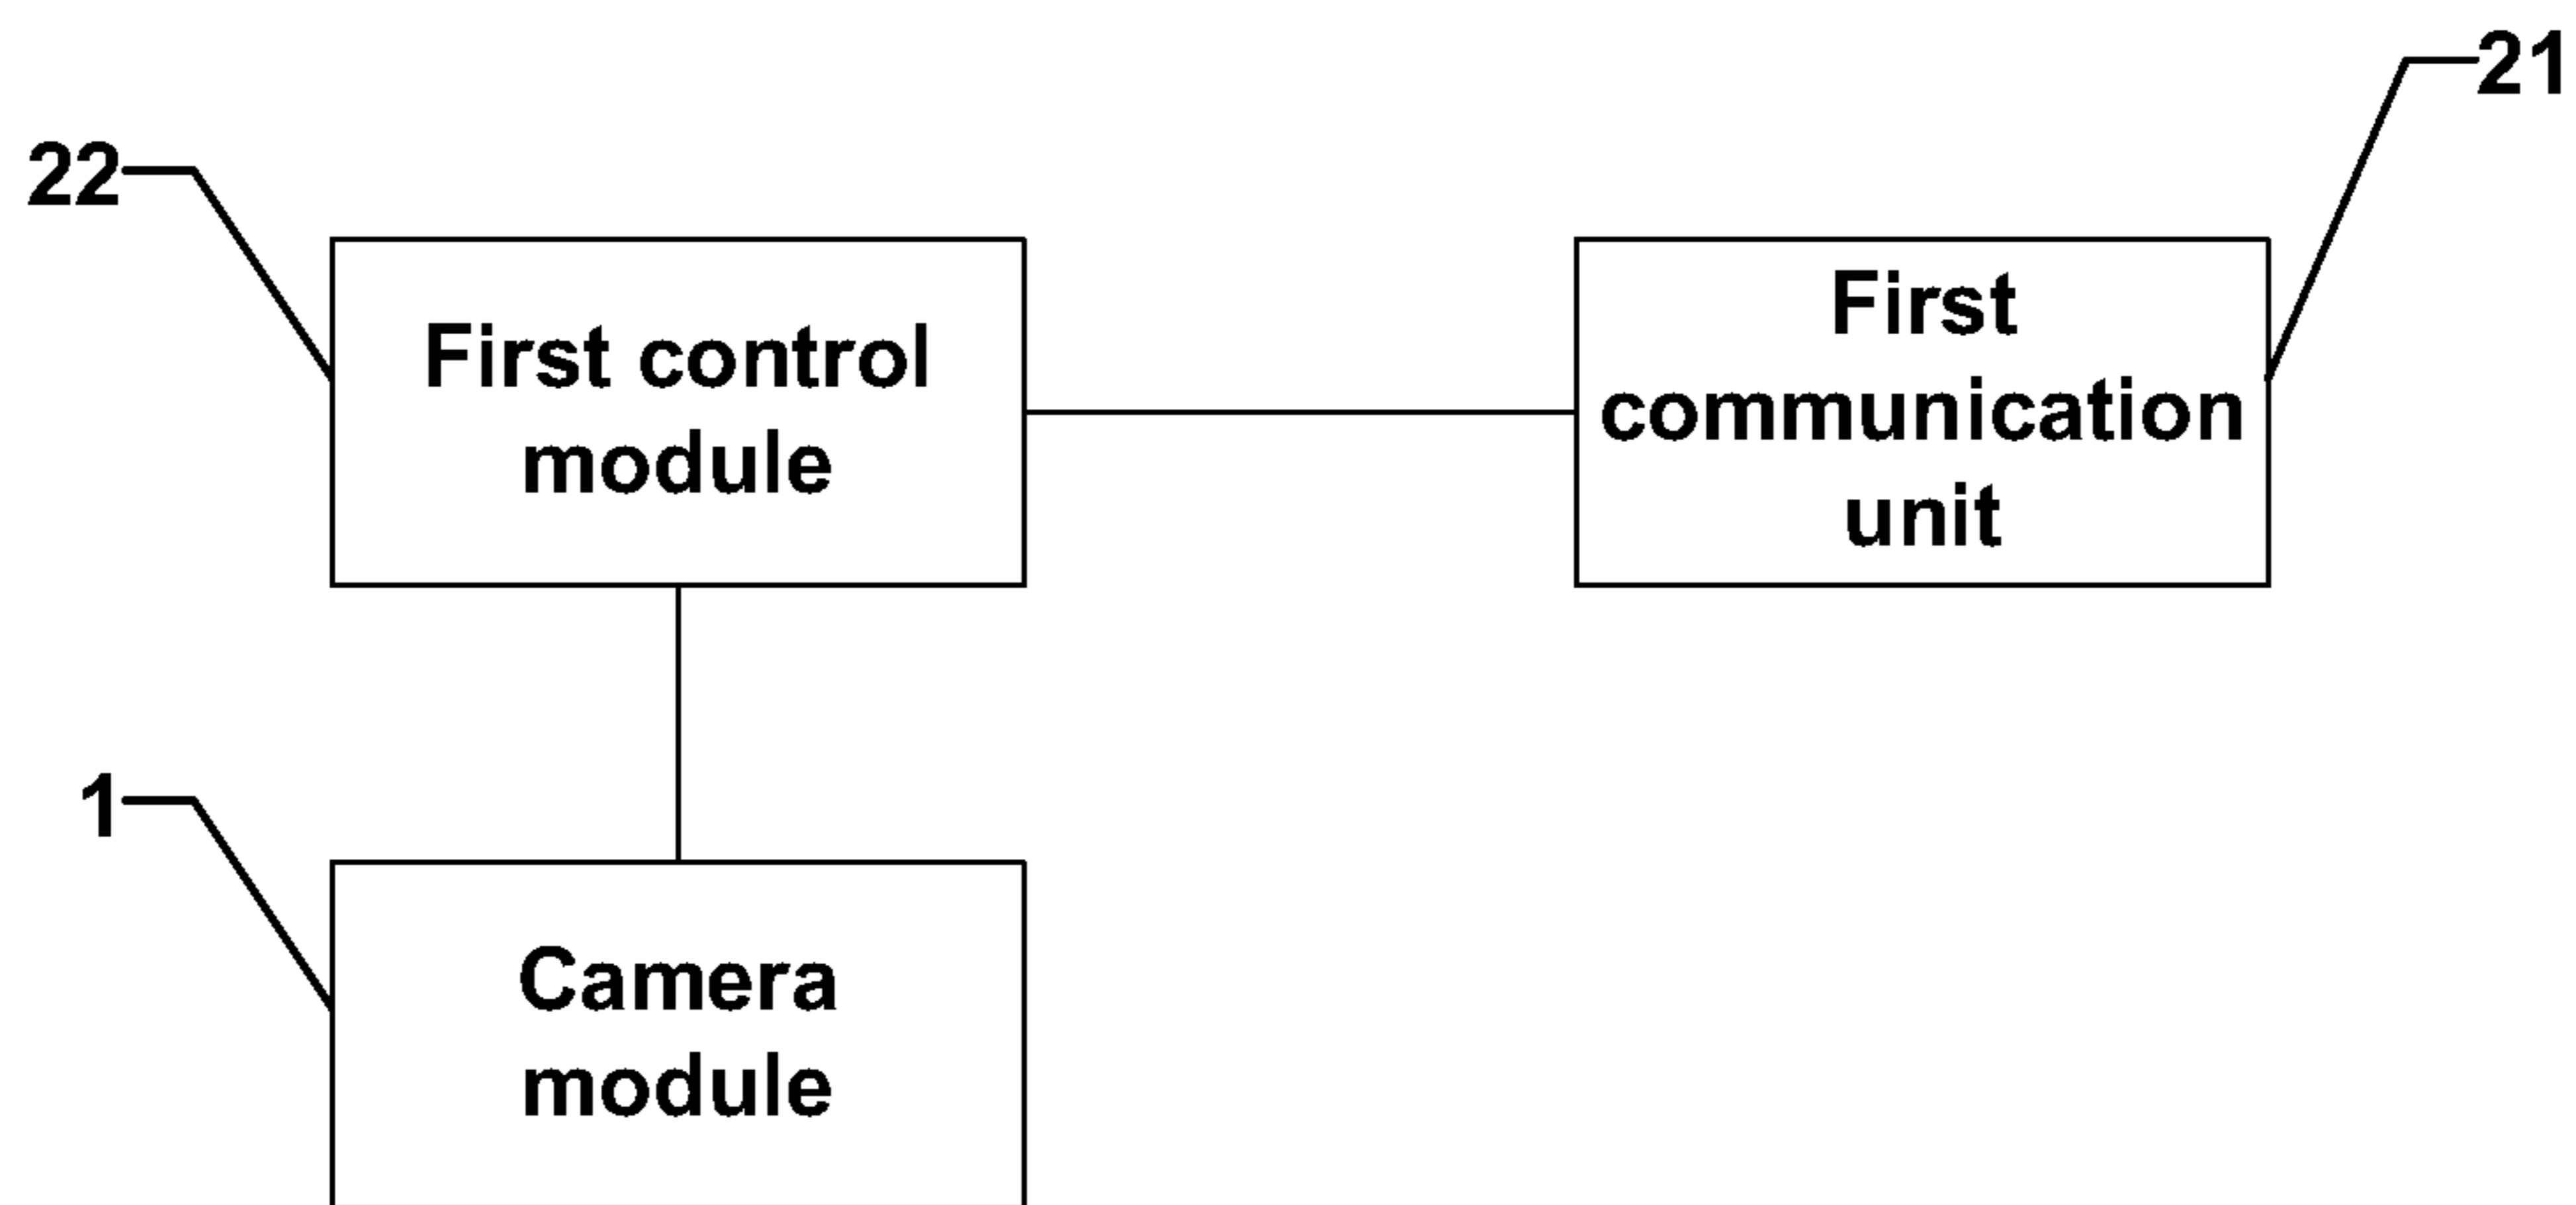 21
22
First control
module
First
communication
unit
1
Camera
module